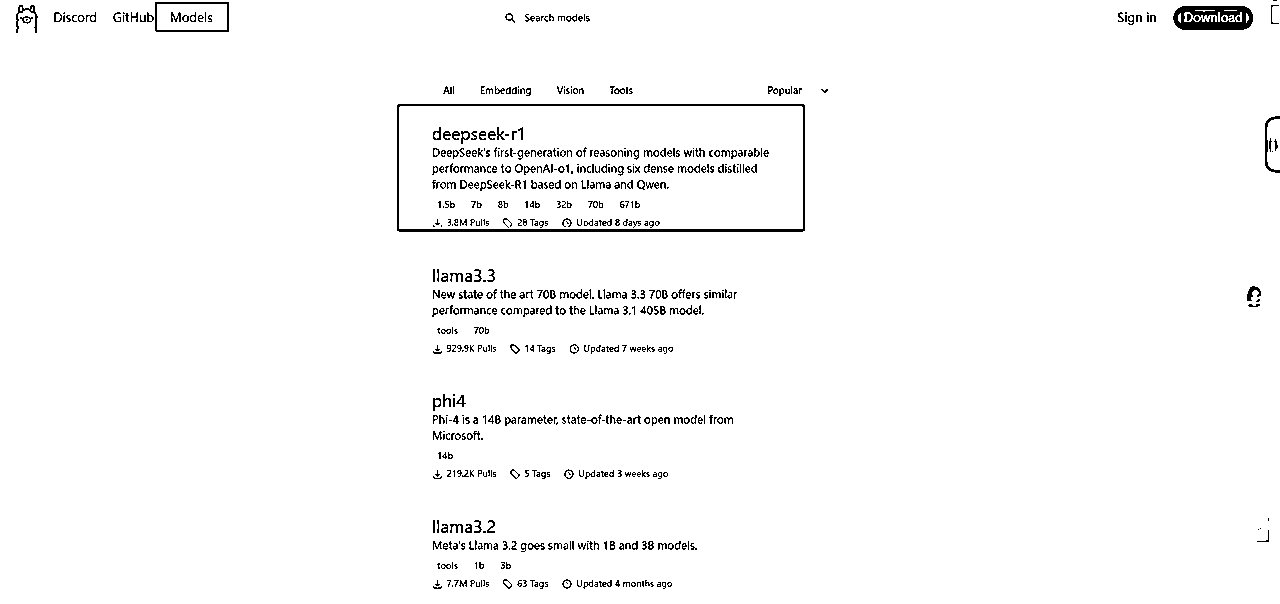 Discord GitHub Models Search models Sign in Download
All Embedding Vision Tools Popular
deepseek-r1
DeepSeek's first-generation of reasoning models with comparable
performance to OpenAI-o1, including six dense models distilled
from DeepSeek-R1 based on Llama and Qwen.
1.5b 7b 8b 14b 32b 70b 671b
3.8M Pulls 28 Tags Updated 8 days ago
llama3.3
New state of the art 70B model. Llama 3.3 70B offers similar
performance compared to the Llama 3.1 405B model.
tools 70b
929.9K Pulls 14 Tags Updated 7 weeks ago
phi4
Phi-4 is a 14B parameter, state-of-the-art open model from
Microsoft.
14b
219.2K Pulls 5 Tags Updated 3 weeks ago
llama3.2
Meta's Llama 3.2 goes small with 1B and 3B models.
tools 1b 3b
7.7M Pulls 63 Tags Updated 4 months ago